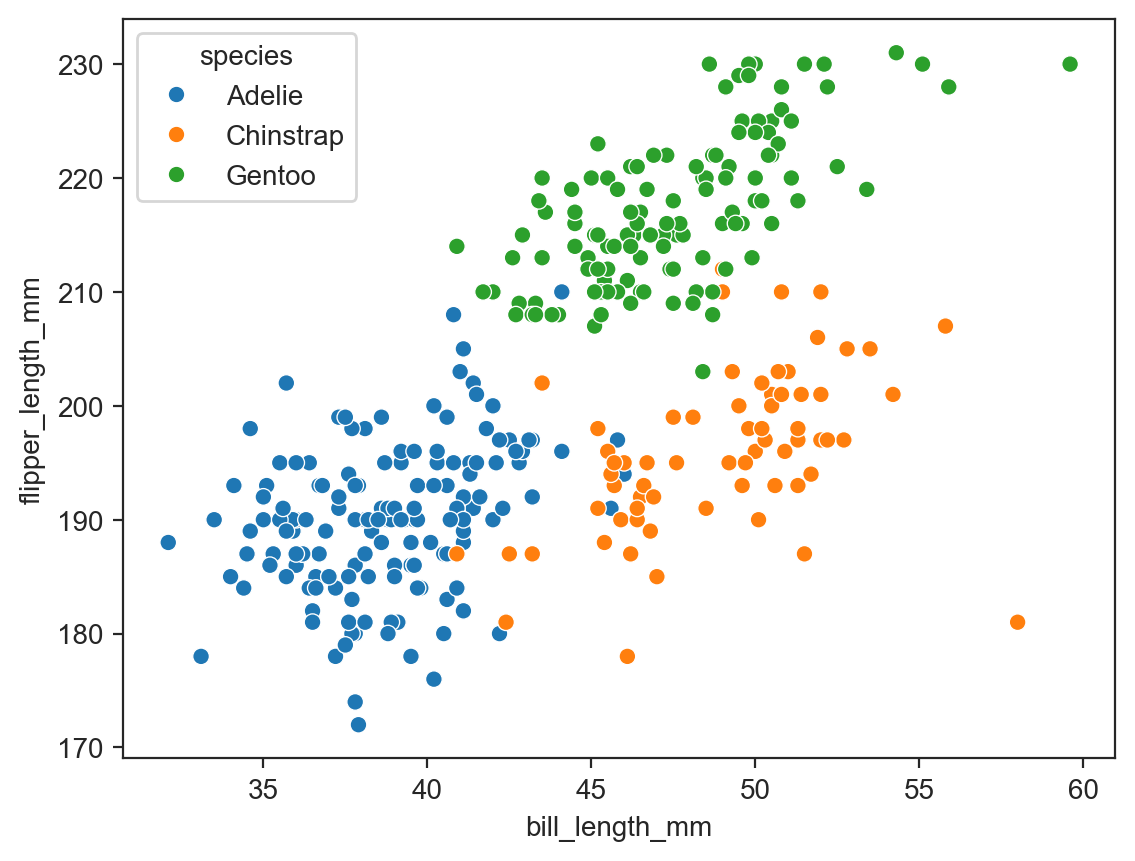 species
Adelie
Chinstrap
Gentoo
flipper_length_mm
230
220
210
200
190
180
170
35 40 45 50 55 60
bill_length_mm